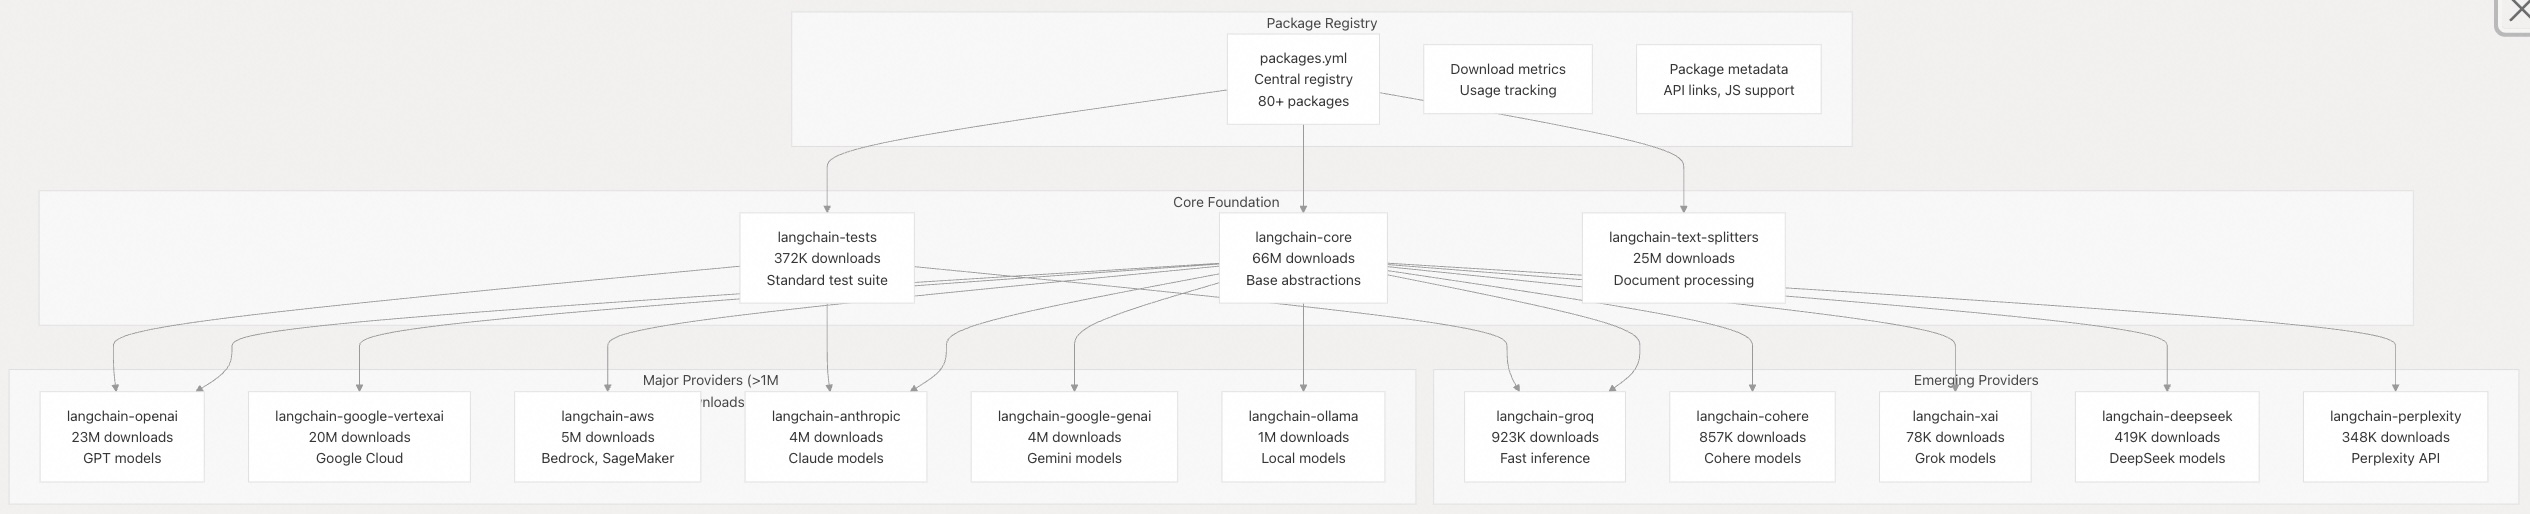 Package Registry
packages.yml
Central registry
80+ packages
Download metrics
Usage tracking
Package metadata
API links, JS support
Core Foundation
langchain-tests
372K downloads
Standard test suite
langchain-core
66M downloads
Base abstractions
langchain-text-splitters
25M downloads
Document processing
Major Providers (>1M
nloads
langchain-openai
23M downloads
GPT models
langchain-google-vertexai
20M downloads
Google Cloud
langchain-aws
5M downloads
Bedrock, SageMaker
langchain-anthropic
4M downloads
Claude models
langchain-google-genai
4M downloads
Gemini models
langchain-ollama
1M downloads
Local models
Emerging Providers
langchain-groq
923K downloads
Fast inference
langchain-cohere
857K downloads
Cohere models
langchain-xai
78K downloads
Grok models
langchain-deepseek
419K downloads
DeepSeek models
langchain-perplexity
348K downloads
Perplexity API